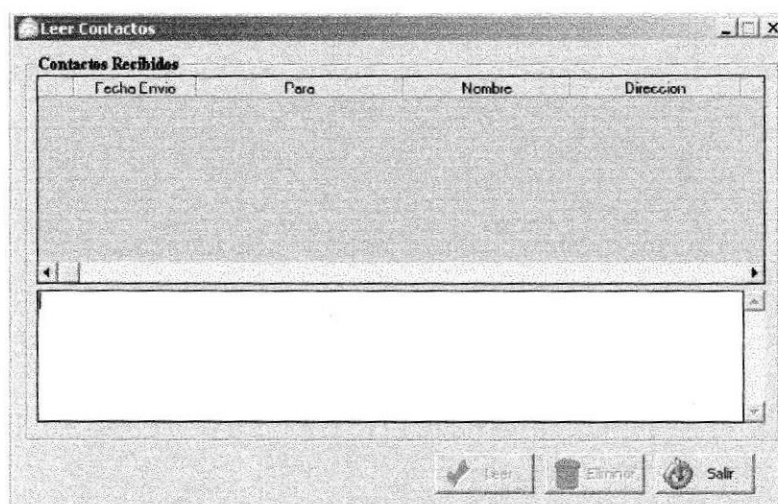 Leer Contactos
Contactos Recibidos
Fecha Envio Para Nombre Direccion
Leer Eliminar Salir